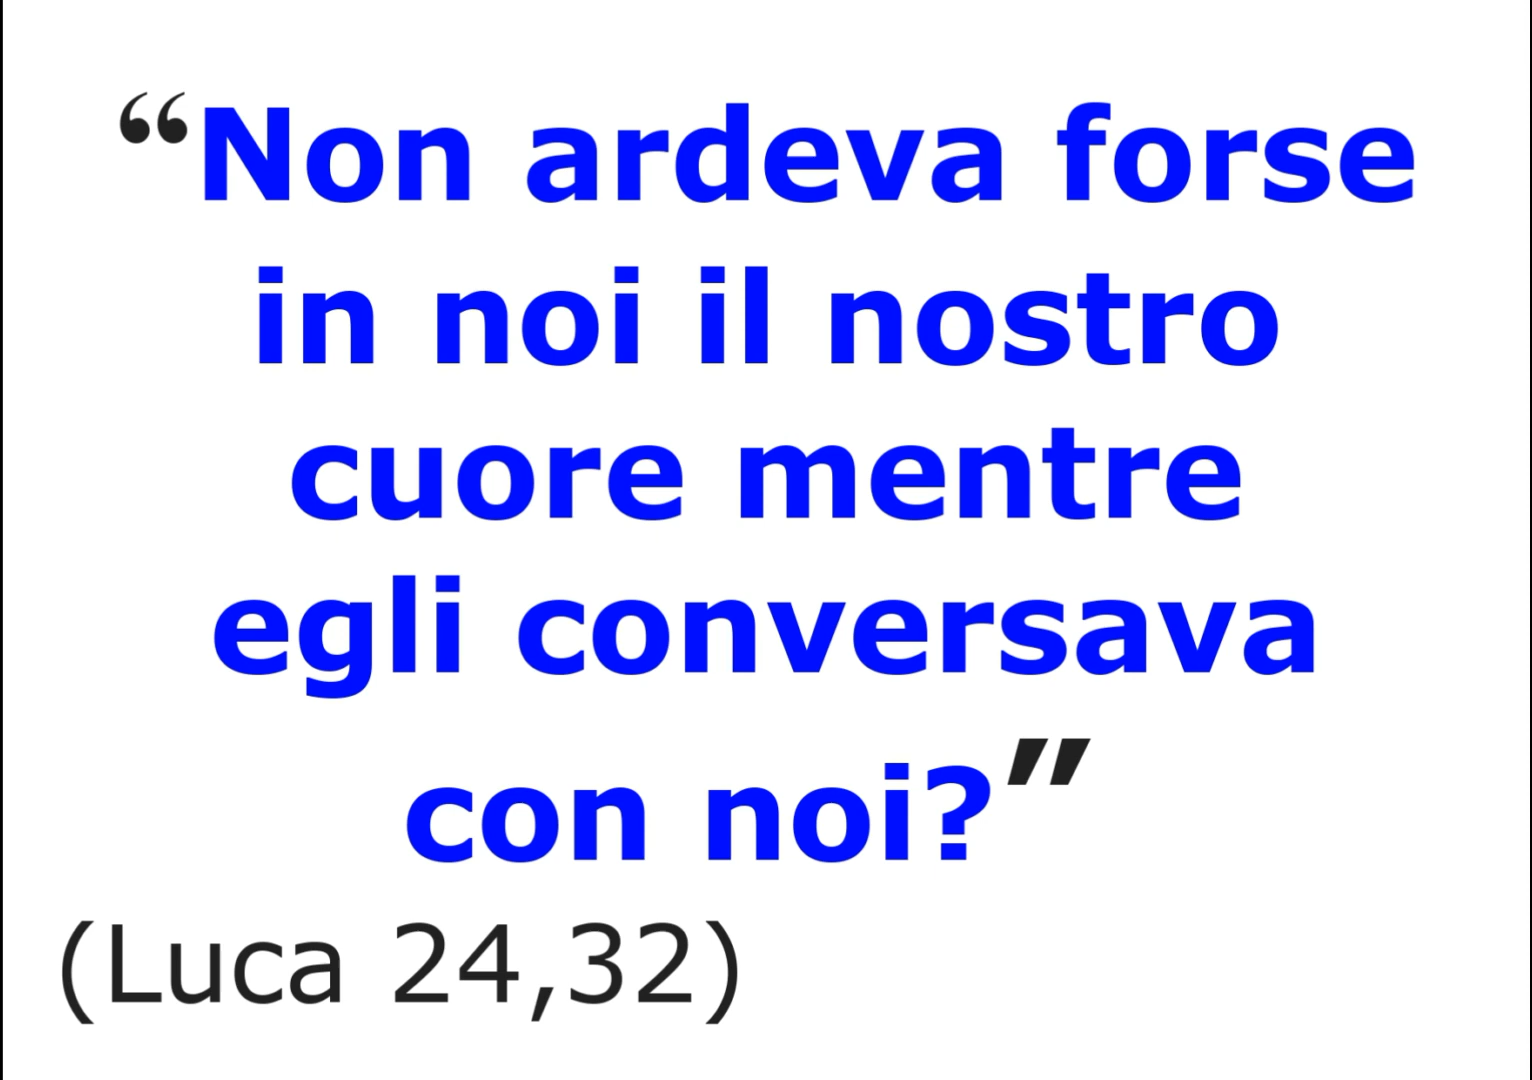 “Non ardeva forse
in noi il nostro
cuore mentre
egli conversava
con noi?”
(Luca 24,32)